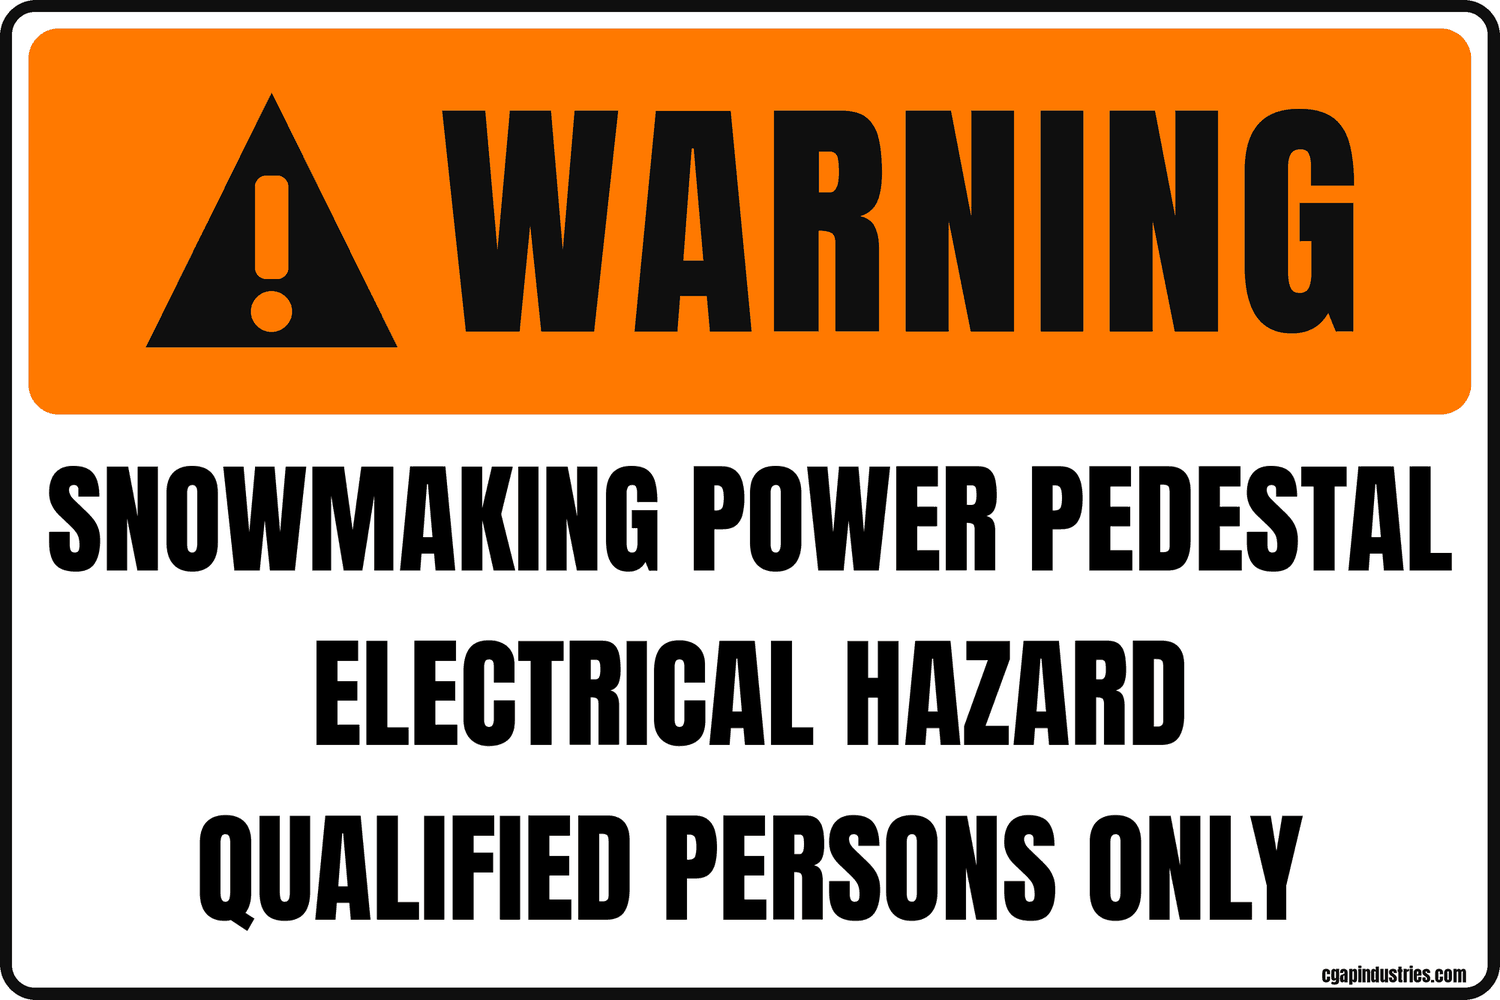 WARNING
SNOWMAKING POWER PEDESTAL
ELECTRICAL HAZARD
QUALIFIED PERSONS ONLY
cgapindustries.com